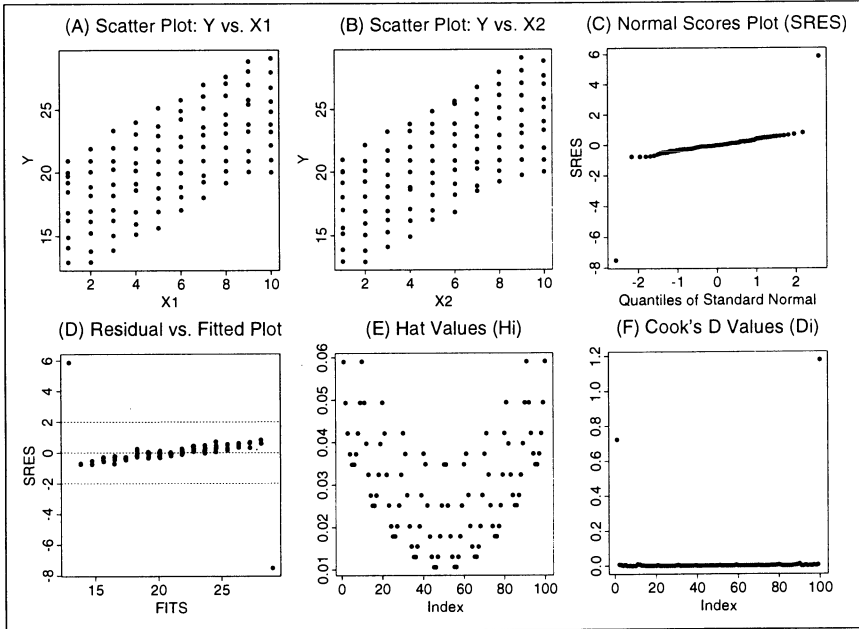 (A) Scatter Plot: Y vs. X1
Y
25
20
15
2 4 6 8 10
X1
(B) Scatter Plot: Y vs. X2
Y
25
20
15
2 4 6 8 10
X2
(C) Normal Scores Plot (SRES)
SRES
6
4
2
0
-2
-4
-6
-8
-2 -1 0 1 2
Quantiles of Standard Normal
(D) Residual vs. Fitted Plot
SRES
6
4
2
0
-2
-4
-6
-8
15 20 25
FITS
(E) Hat Values (Hi)
0.06
0.05
0.04
0.03
0.02
0.01
0 20 40 60 80 100
Index
(F) Cook's D Values (Di)
1.2
1.0
0.8
0.6
0.4
0.2
0.0
0 20 40 60 80 100
Index